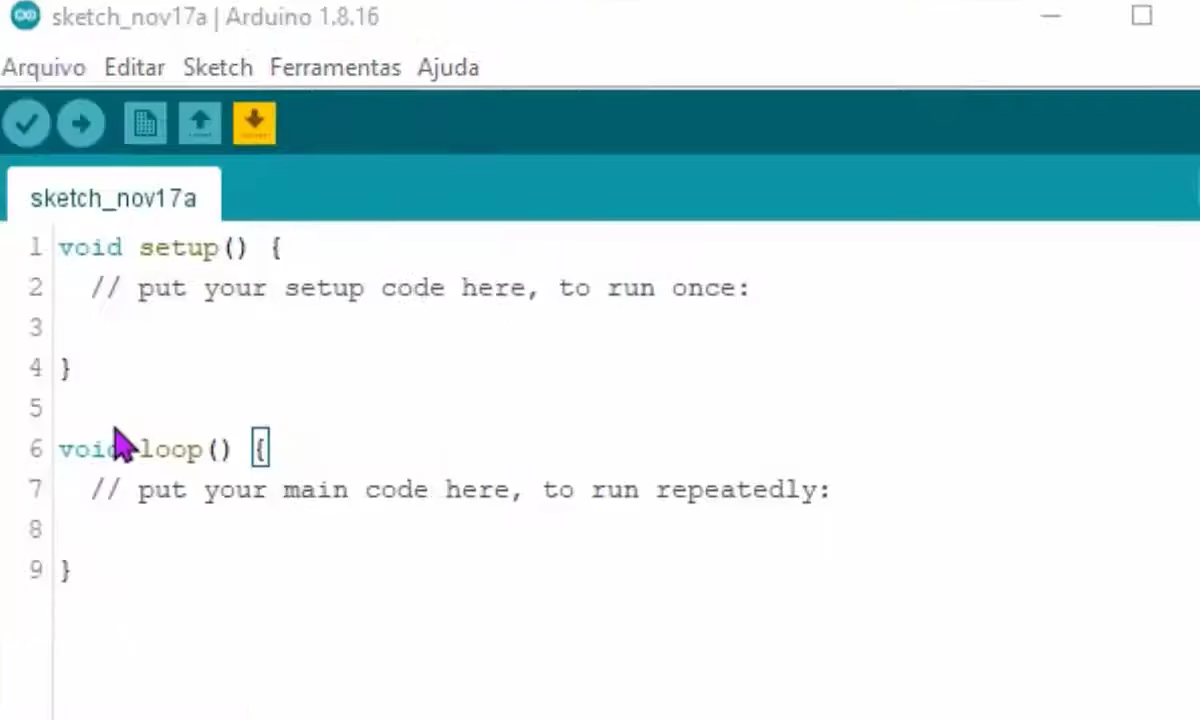 sketch_nov17a | Arduino 1.8.16
Arquivo Editar Sketch Ferramentas Ajuda
sketch_nov17a
1 void setup() {
2 // put your setup code here, to run once:
3
4 }
5
6 void loop() {
7 // put your main code here, to run repeatedly:
8
9 }